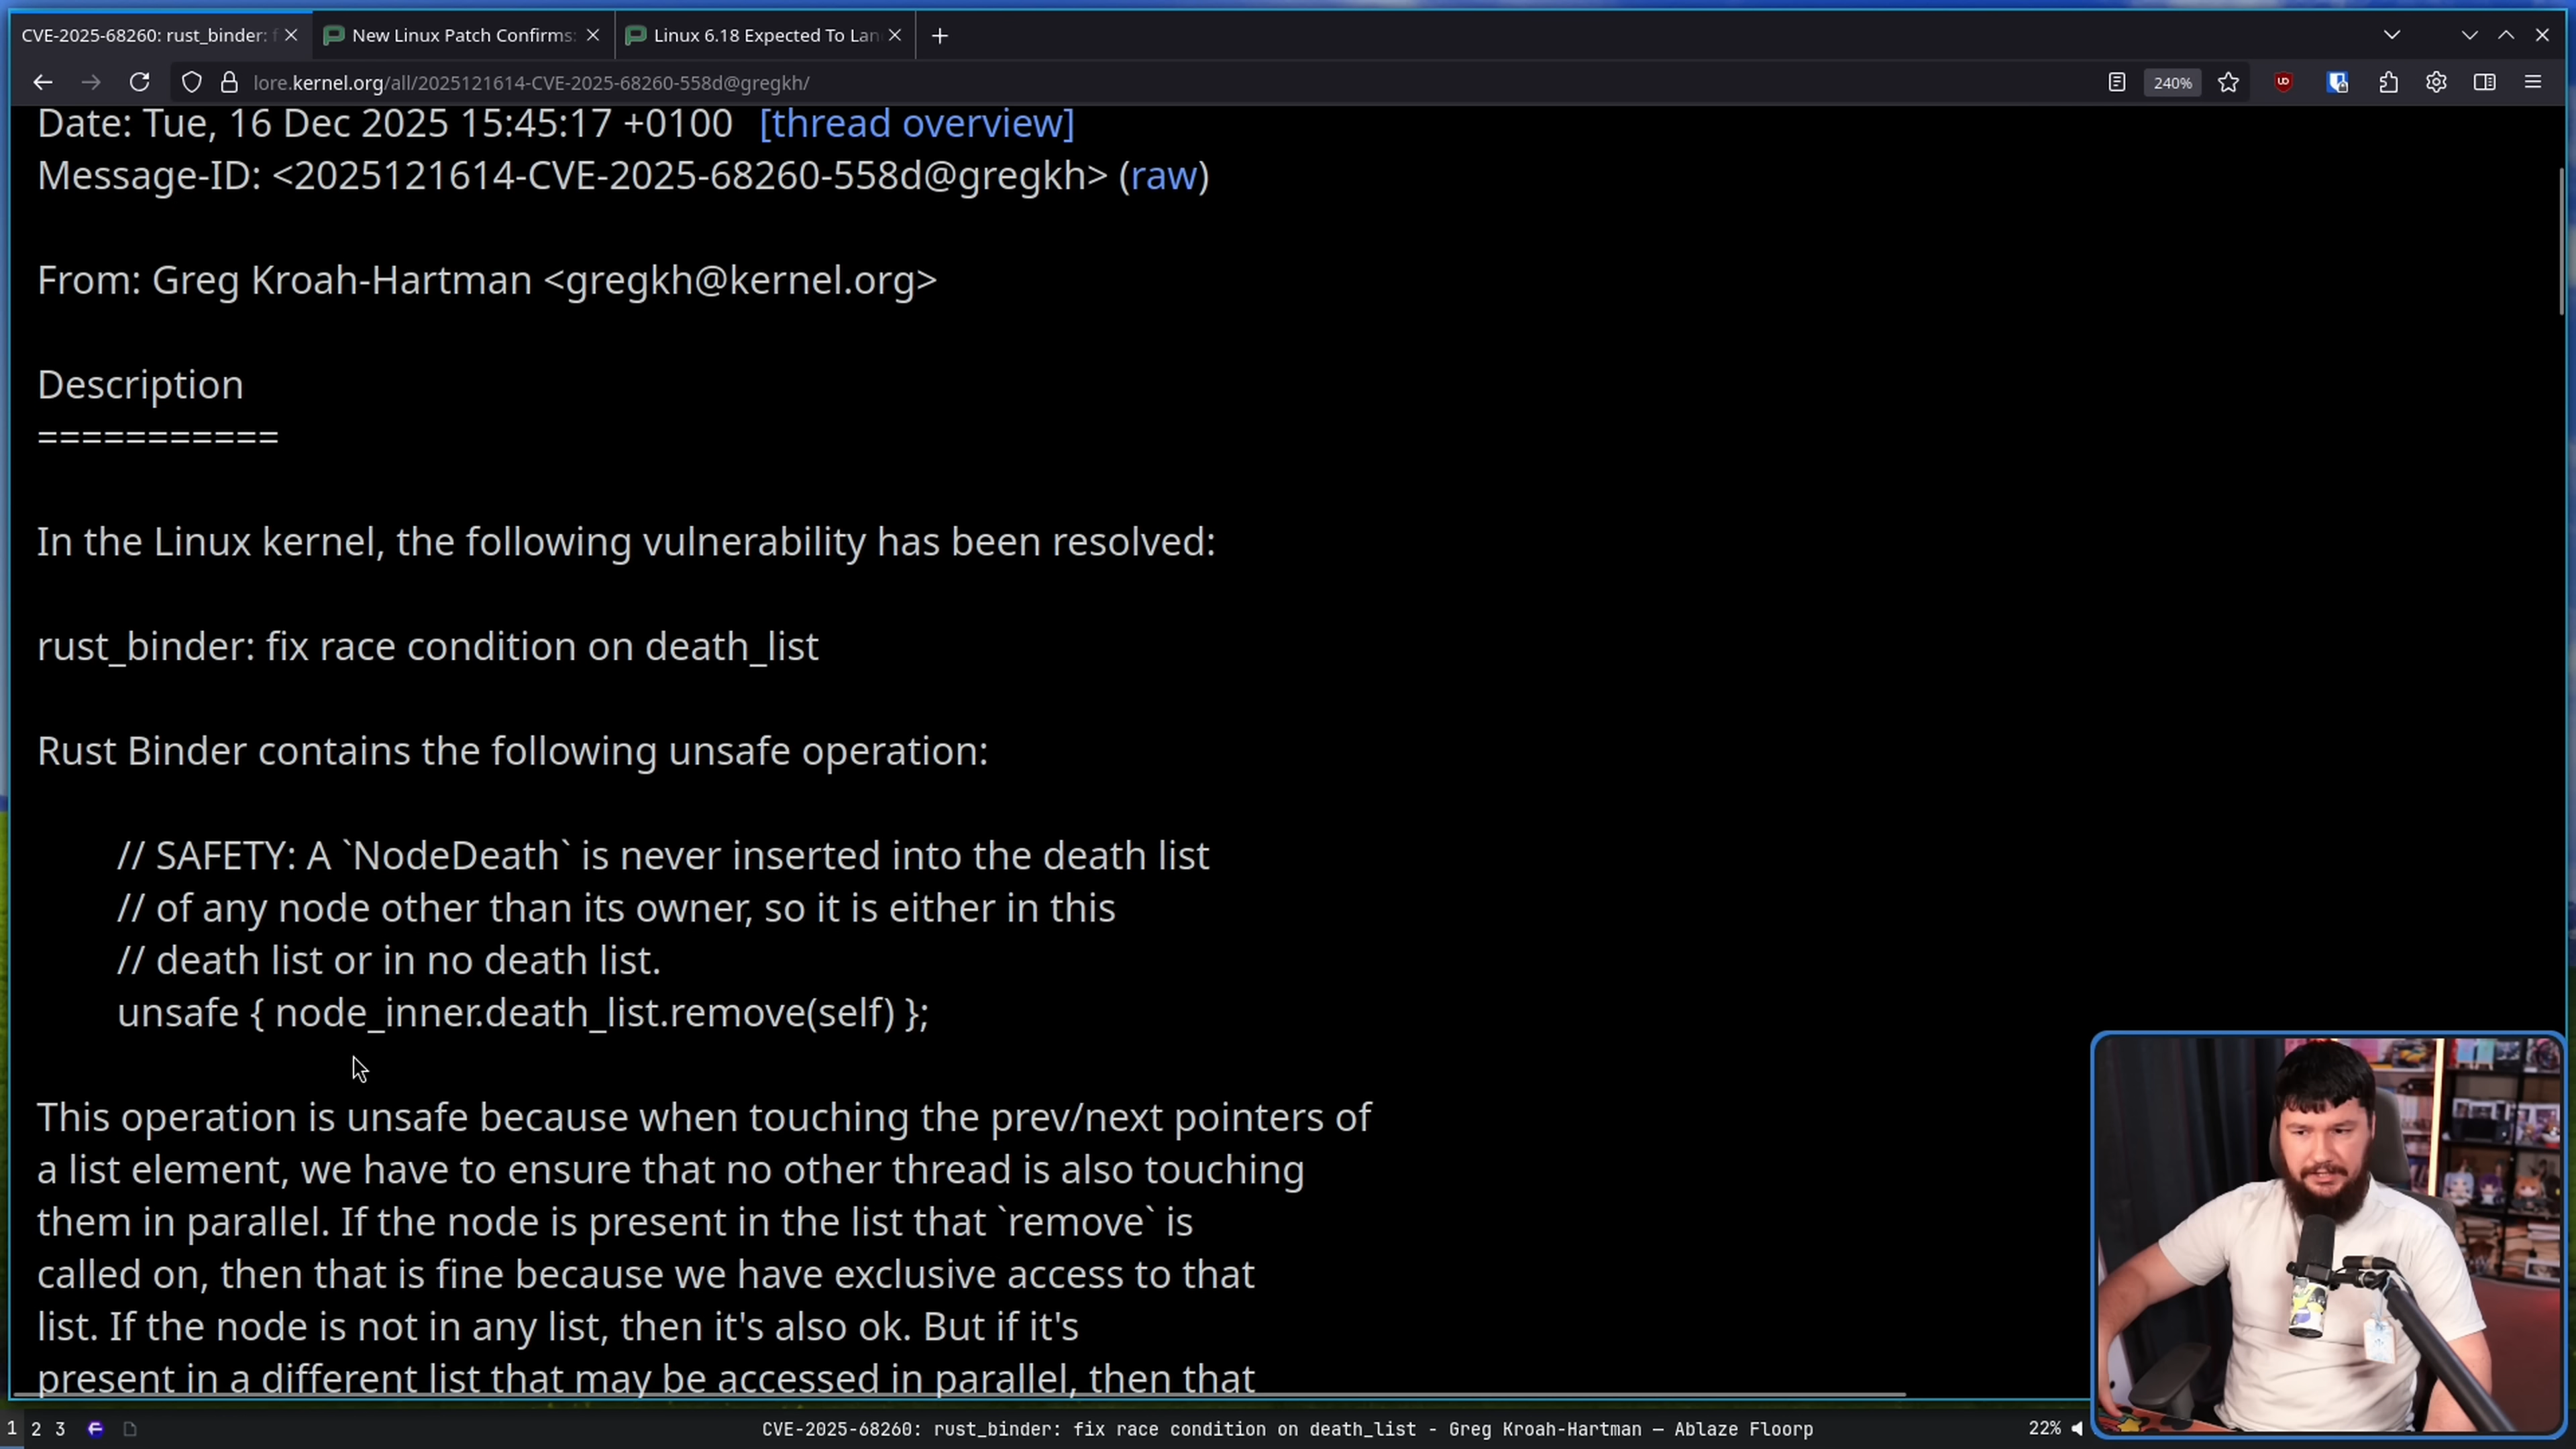 CVE-2025-68260: rust_binder: f
New Linux Patch Confirms:
Linux 6.18 Expected To Lan
lore.kernel.org/all/2025121614-CVE-2025-68260-558d@gregkh/
240%
Date: Tue, 16 Dec 2025 15:45:17 +0100 [thread overview]
Message-ID: <2025121614-CVE-2025-68260-558d@gregkh> (raw)
From: Greg Kroah-Hartman <gregkh@kernel.org>
Description
===========
In the Linux kernel, the following vulnerability has been resolved:
rust_binder: fix race condition on death_list
Rust Binder contains the following unsafe operation:
// SAFETY: A `NodeDeath` is never inserted into the death list
// of any node other than its owner, so it is either in this
// death list or in no death list.
unsafe { node_inner.death_list.remove(self) };
This operation is unsafe because when touching the prev/next pointers of
a list element, we have to ensure that no other thread is also touching
them in parallel. If the node is present in the list that `remove` is
called on, then that is fine because we have exclusive access to that
list. If the node is not in any list, then it's also ok. But if it's
present in a different list that may be accessed in parallel, then that
1 2 3
CVE-2025-68260: rust_binder: fix race condition on death_list - Greg Kroah-Hartman — Ablaze Floorp
22%